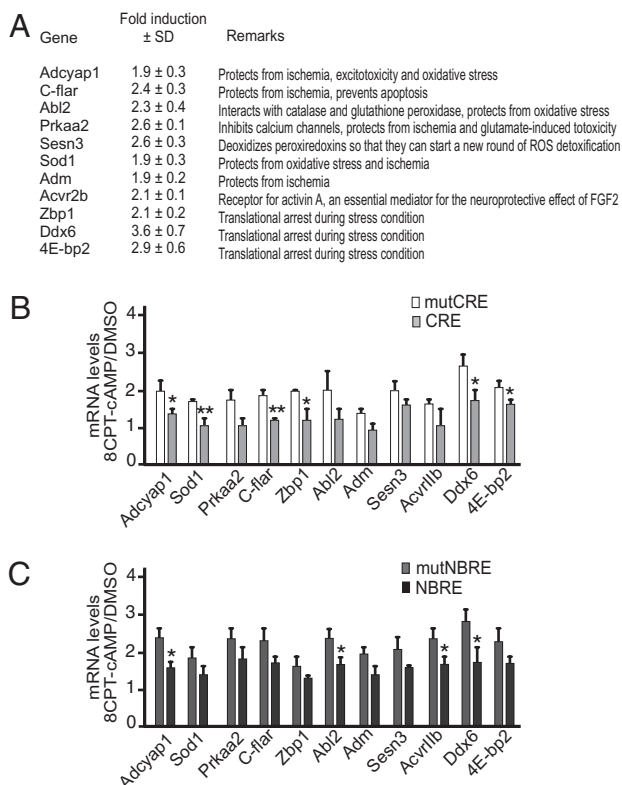 A
Gene Fold induction ± SD Remarks
Adcyap1 1.9 ± 0.3 Protects from ischemia, excitotoxicity and oxidative stress
C-flar 2.4 ± 0.3 Protects from ischemia, prevents apoptosis
Abl2 2.3 ± 0.4 Interacts with catalase and glutathione peroxidase, protects from oxidative stress
Prkaa2 2.6 ± 0.1 Inhibits calcium channels, protects from ischemia and glutamate-induced totoxicity
Sesn3 2.6 ± 0.3 Deoxidizes peroxiredoxins so that they can start a new round of ROS detoxification
Sod1 1.9 ± 0.3 Protects from oxidative stress and ischemia
Adm 1.9 ± 0.2 Protects from ischemia
Acvr2b 2.1 ± 0.1 Receptor for activin A, an essential mediator for the neuroprotective effect of FGF2
Zbp1 2.1 ± 0.2 Translational arrest during stress condition
Ddx6 3.6 ± 0.7 Translational arrest during stress condition
4E-bp2 2.9 ± 0.6 Translational arrest during stress condition
B
mutCRE
CRE
mRNA levels
8CPT-cAMP/DMSO
4
3
2
1
0
* ** ** * * *
Adcyap1 Sod1 Prkaa2 C-flar Zbp1 Abl2 Adm Sesn3 AcvrIIb Ddx6 4E-bp2
C
mutNBRE
NBRE
mRNA levels
8CPT-cAMP/DMSO
4
3
2
1
0
* * * *
Adcyap1 Sod1 Prkaa2 C-flar Zbp1 Abl2 Adm Sesn3 AcvrIIb Ddx6 4E-bp2